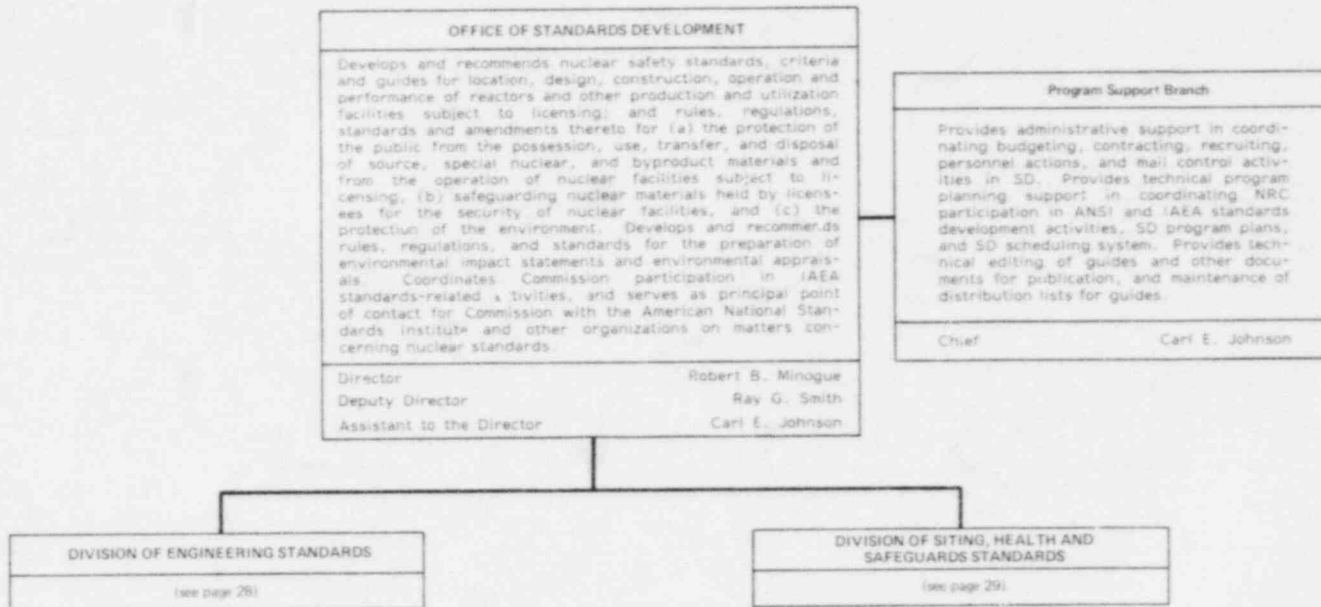 OFFICE OF STANDARDS DEVELOPMENT
Develops and recommends nuclear safety standards, criteria
and guides for location, design, construction, operation and
performance of reactors and other production and utilization
facilities subject to licensing; and rules, regulations,
standards and amendments thereto for (a) the protection of
the public from the possession, use, transfer, and disposal
of source, special nuclear, and byproduct materials and
from the operation of nuclear facilities subject to li-
censing, (b) safeguarding nuclear materials held by licens-
ees for the security of nuclear facilities, and (c) the
protection of the environment. Develops and recommends
rules, regulations, and standards for the preparation of
environmental impact statements and environmental apprais-
als. Coordinates Commission participation in IAEA
standards-related tivities, and serves as principal point
of contact for Commission with the American National Stan-
dards Institute and other organizations on matters con-
cerning nuclear standards.
Director Robert B. Minogue
Deputy Director Ray G. Smith
Assistant to the Director Carl E. Johnson
Program Support Branch
Provides administrative support in coordi-
nating budgeting, contracting, recruiting,
personnel actions, and mail control activ-
ities in SD. Provides technical program
planning support in coordinating NRC
participation in ANSI and IAEA standards
development activities, SD program plans,
and SD scheduling system. Provides tech-
nical editing of guides and other docu-
ments for publication, and maintenance of
distribution lists for guides.
Chief Carl E. Johnson
DIVISION OF ENGINEERING STANDARDS
(see page 28)
DIVISION OF SITING, HEALTH AND
SAFEGUARDS STANDARDS
(see page 29)